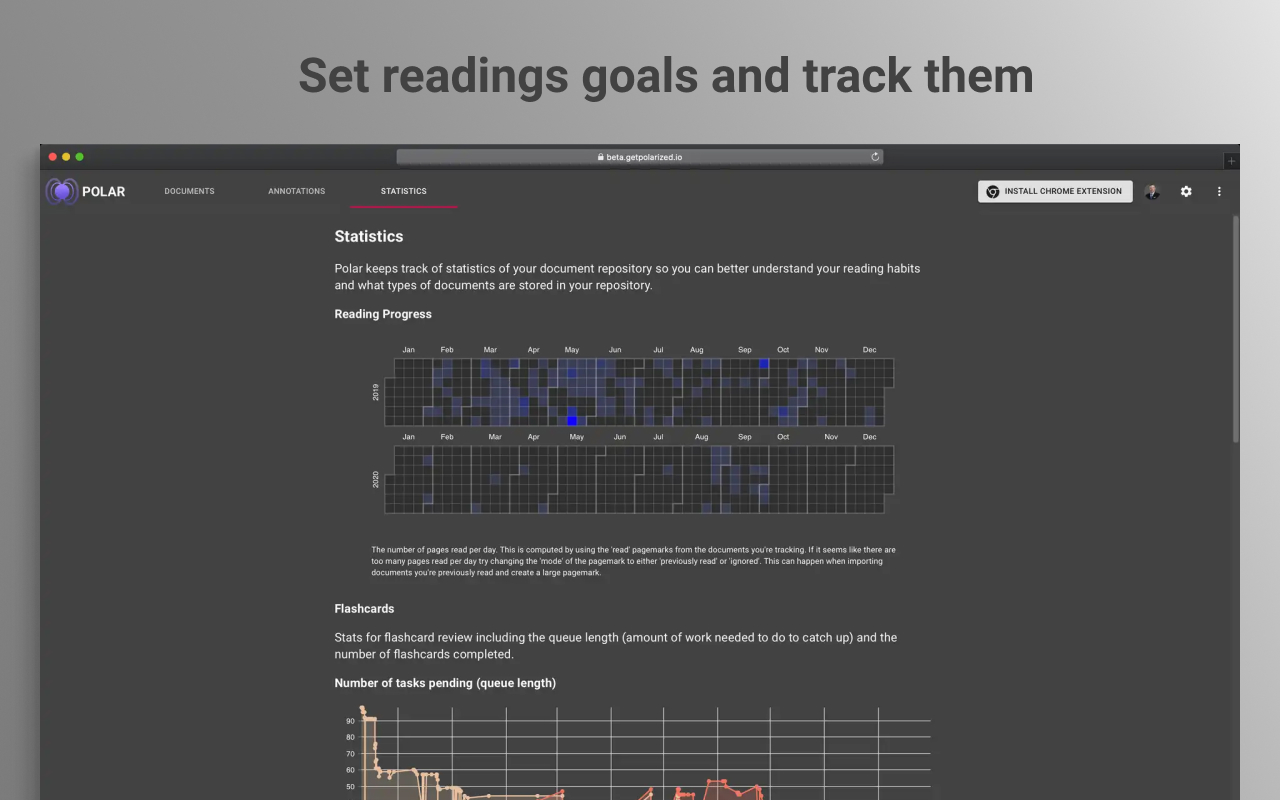 Set readings goals and track them
beta.getpolarized.io
POLAR DOCUMENTS ANNOTATIONS STATISTICS INSTALL CHROME EXTENSION
Statistics
Polar keeps track of statistics of your document repository so you can better understand your reading habits
and what types of documents are stored in your repository.
Reading Progress
Jan Feb Mar Apr May Jun Jul Aug Sep Oct Nov Dec
2019
Jan Feb Mar Apr May Jun Jul Aug Sep Oct Nov Dec
2020
The number of pages read per day. This is computed by using the 'read' pagemarks from the documents you're tracking. If it seems like there are
too many pages read per day try changing the 'mode' of the pagemark to either 'previously read' or 'ignored'. This can happen when importing
documents you're previously read and create a large pagemark.
Flashcards
Stats for flashcard review including the queue length (amount of work needed to do to catch up) and the
number of flashcards completed.
Number of tasks pending (queue length)
90
80
70
60
50